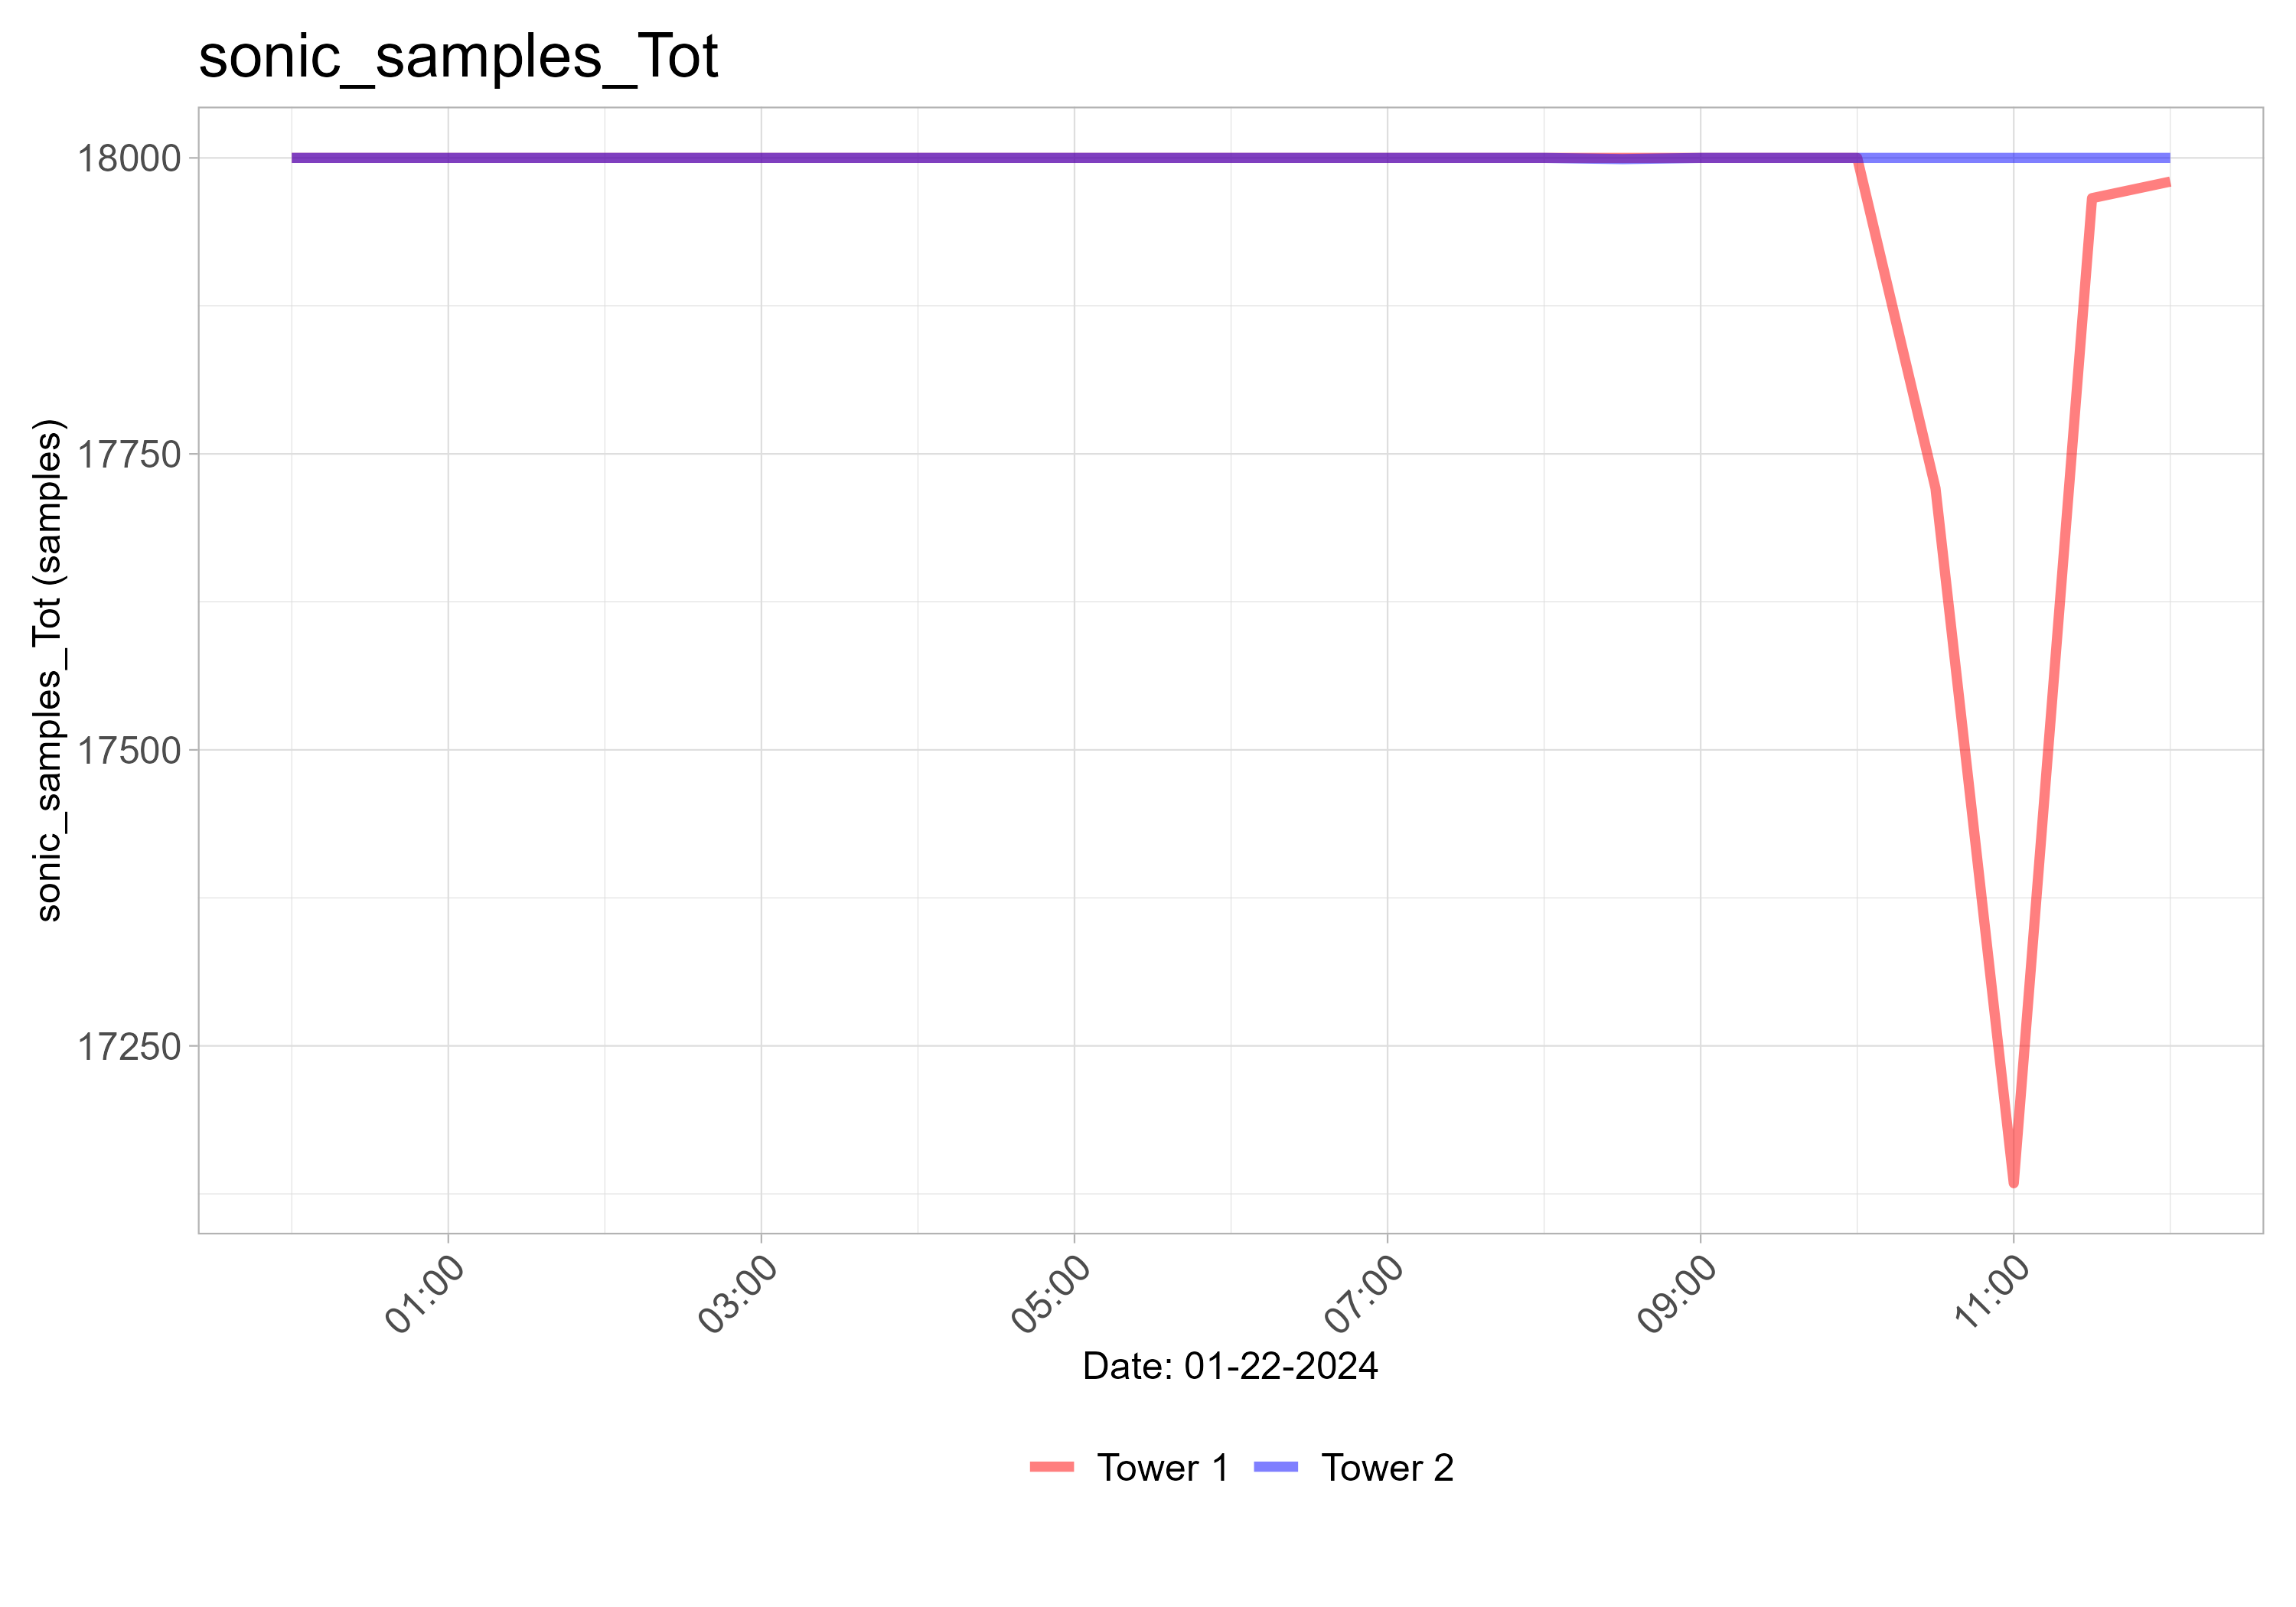 sonic_samples_Tot
sonic_samples_Tot (samples)
18000
17750
17500
17250
01:00
03:00
05:00
07:00
09:00
11:00
Date: 01-22-2024
Tower 1
Tower 2